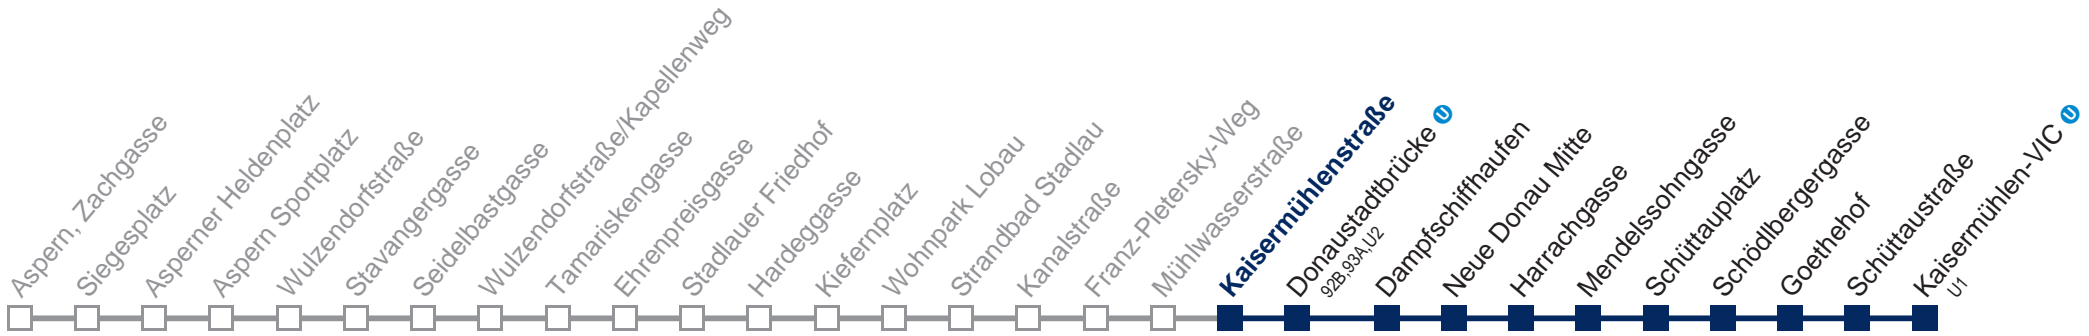 Aspern, Zachgasse
Siegesplatz
Asperner Heldenplatz
Aspern Sportplatz
Wulzendorfstraße
Stavangergasse
Seidelbastgasse
Wulzendorfstraße/Kapellenweg
Tamariskengasse
Ehrenpreisgasse
Stadlauer Friedhof
Hardeggasse
Kiefernplatz
Wohnpark Lobau
Strandbad Stadlau
Kanalstraße
Franz-Pletersky-Weg
Mühlwasserstraße
Kaisermühlenstraße
Donaustadtbrücke U
92B,93A,U2
Dampfschiffhaufen
Neue Donau Mitte
Harrachgasse
Mendelssohngasse
Schüttauplatz
Schödlbergergasse
Goethehof
Schüttaustraße
Kaisermühlen-VIC U
U1